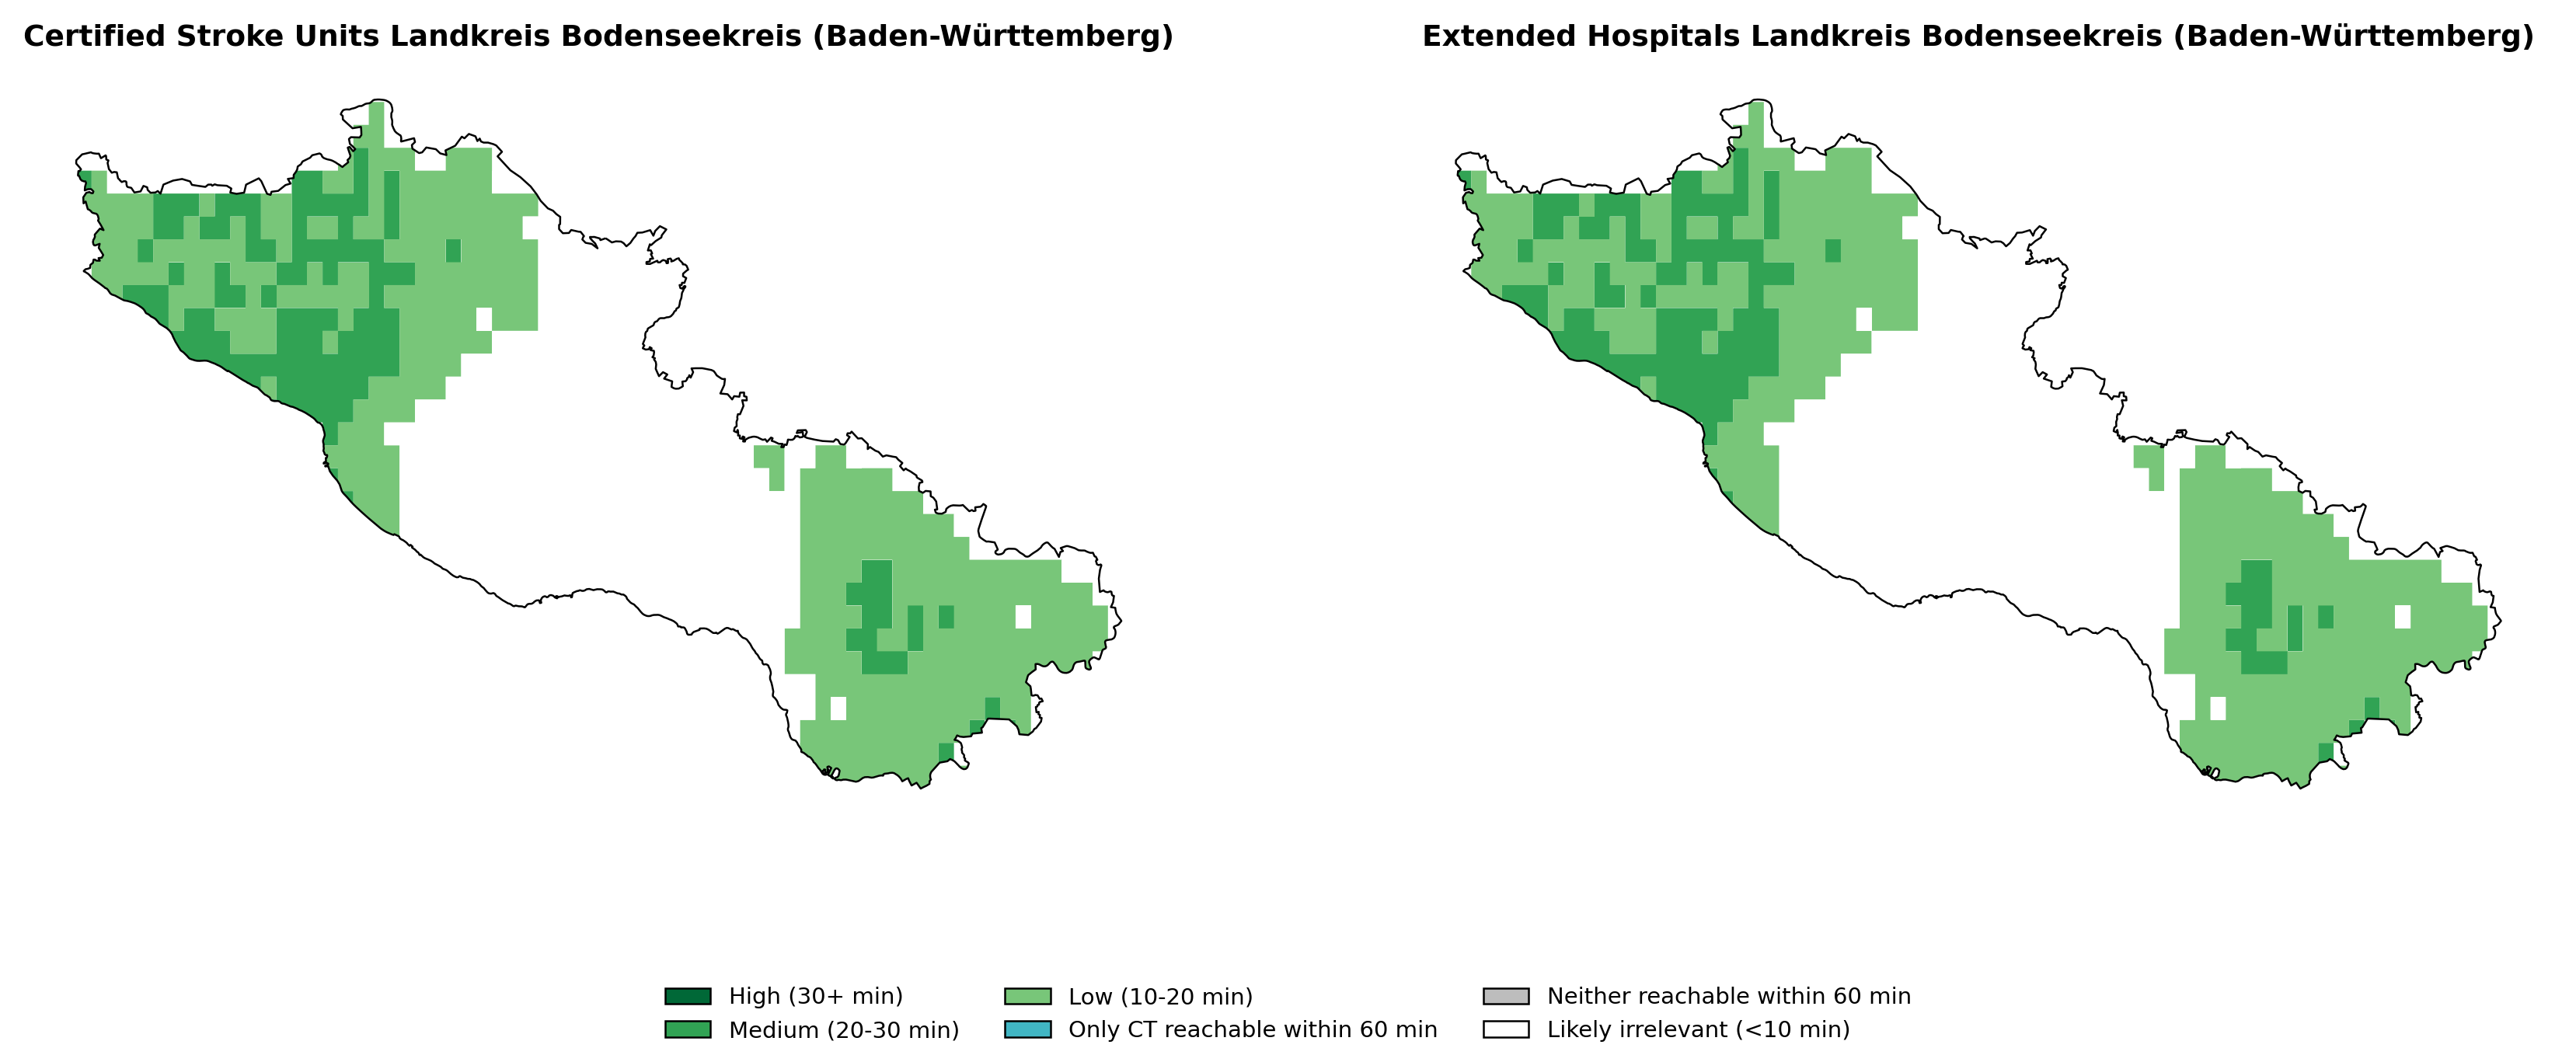 Certified Stroke Units Landkreis Bodenseekreis (Baden-Württemberg)
Extended Hospitals Landkreis Bodenseekreis (Baden-Württemberg)
High (30+ min)
Medium (20-30 min)
Low (10-20 min)
Only CT reachable within 60 min
Neither reachable within 60 min
Likely irrelevant (<10 min)